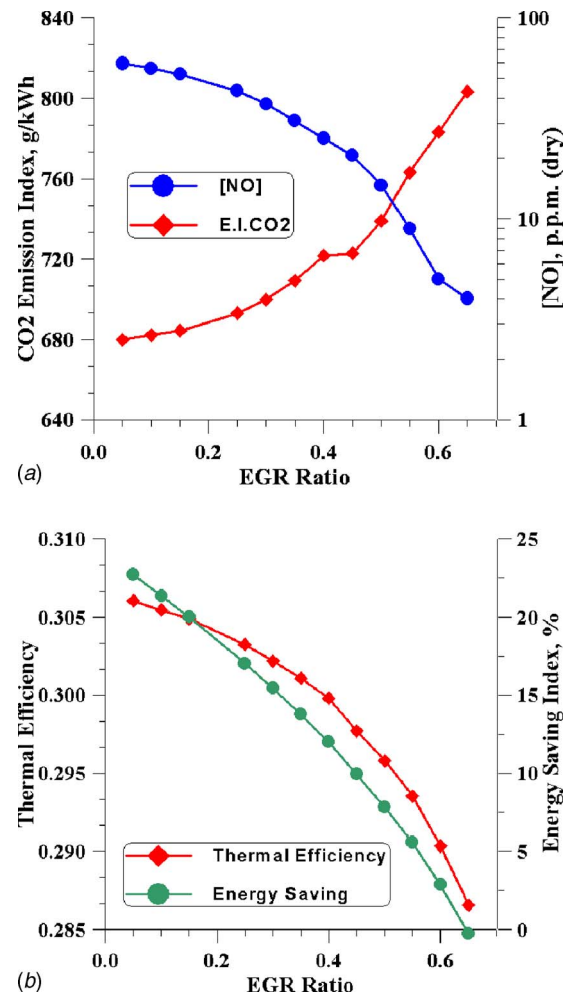 840
800
760
720
680
640
CO2 Emission Index, g/kWh
[NO]
E.I.CO2
100
10
1
[NO], p.p.m. (dry)
0.0 0.2 0.4 0.6
EGR Ratio
(a)
0.310
0.305
0.300
0.295
0.290
0.285
Thermal Efficiency
Thermal Efficiency
Energy Saving
25
20
15
10
5
0
Energy Saving Index, %
0.0 0.2 0.4 0.6
EGR Ratio
(b)